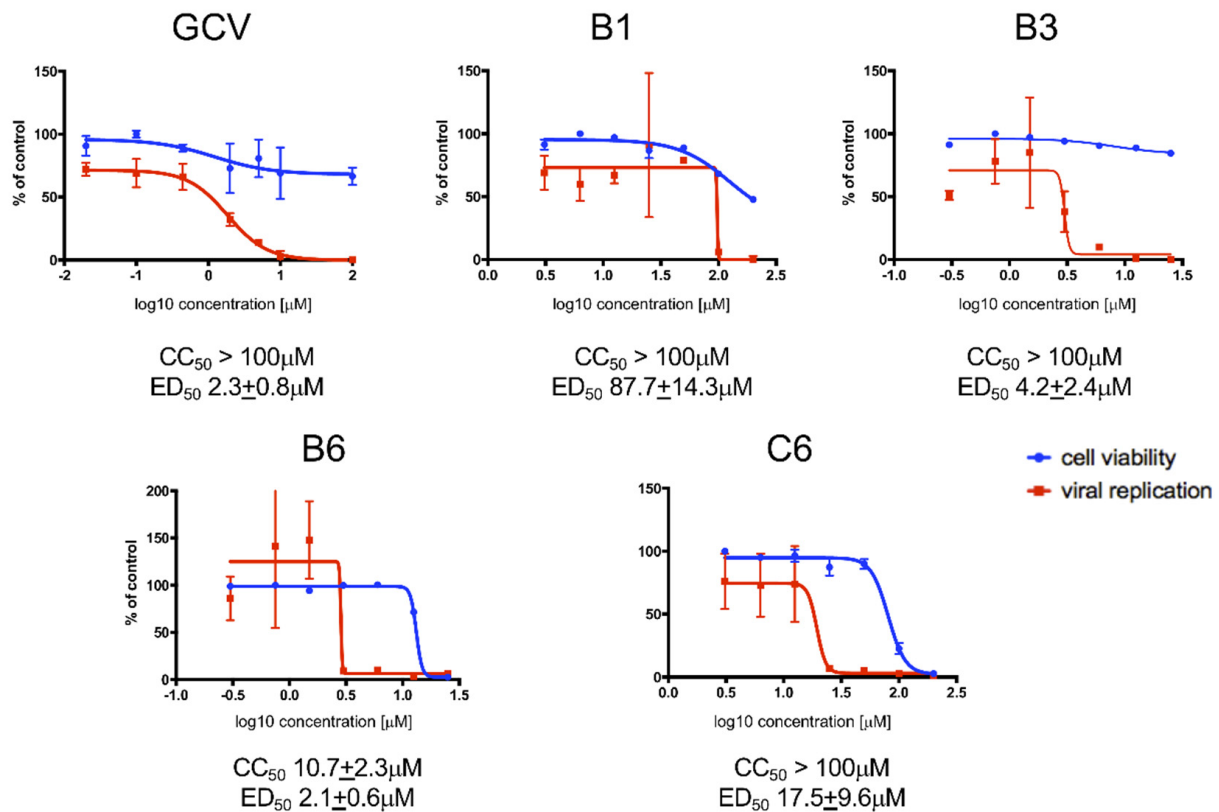 GCV
150
100
50
0
% of control
-2
-1
0
1
2
log10 concentration [μM]
CC50 > 100μM
ED50 2.3±0.8μM
B1
150
100
50
0
% of control
0.0
0.5
1.0
1.5
2.0
2.5
log10 concentration [μM]
CC50 > 100μM
ED50 87.7±14.3μM
B3
150
100
50
0
% of control
-1.0
-0.5
0.0
0.5
1.0
1.5
log10 concentration [μM]
CC50 > 100μM
ED50 4.2±2.4μM
B6
200
150
100
50
0
% of control
-1.0
-0.5
0.0
0.5
1.0
1.5
log10 concentration [μM]
CC50 10.7±2.3μM
ED50 2.1±0.6μM
C6
150
100
50
0
% of control
0.0
0.5
1.0
1.5
2.0
2.5
log10 concentration [μM]
CC50 > 100μM
ED50 17.5±9.6μM
cell viability
viral replication